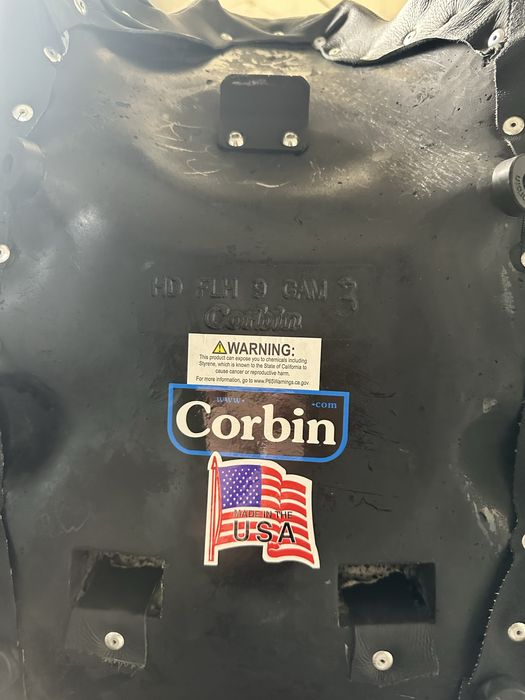 HD FLH 9 CAM 3
Corbin
WARNING:
This product can expose you to chemicals including
Styrene, which is known to the State of California to
cause cancer or reproductive harm.
For more information, go to www.P65Warnings.ca.gov
www• •com
Corbin
MADE IN THE
USA